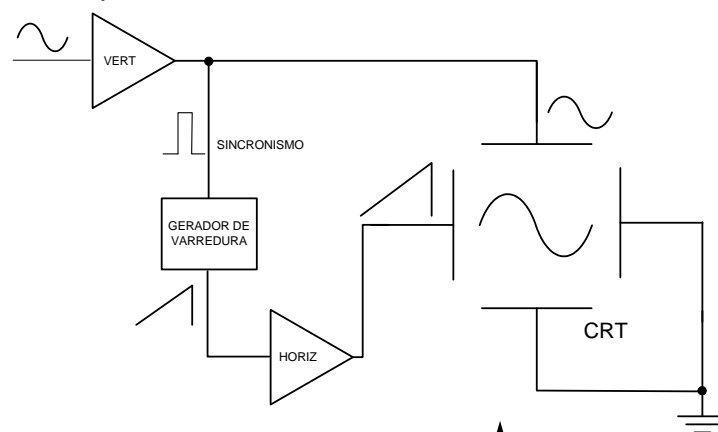 VERT
SINCRONISMO
GERADOR DE
VARREDURA
CRT
HORIZ